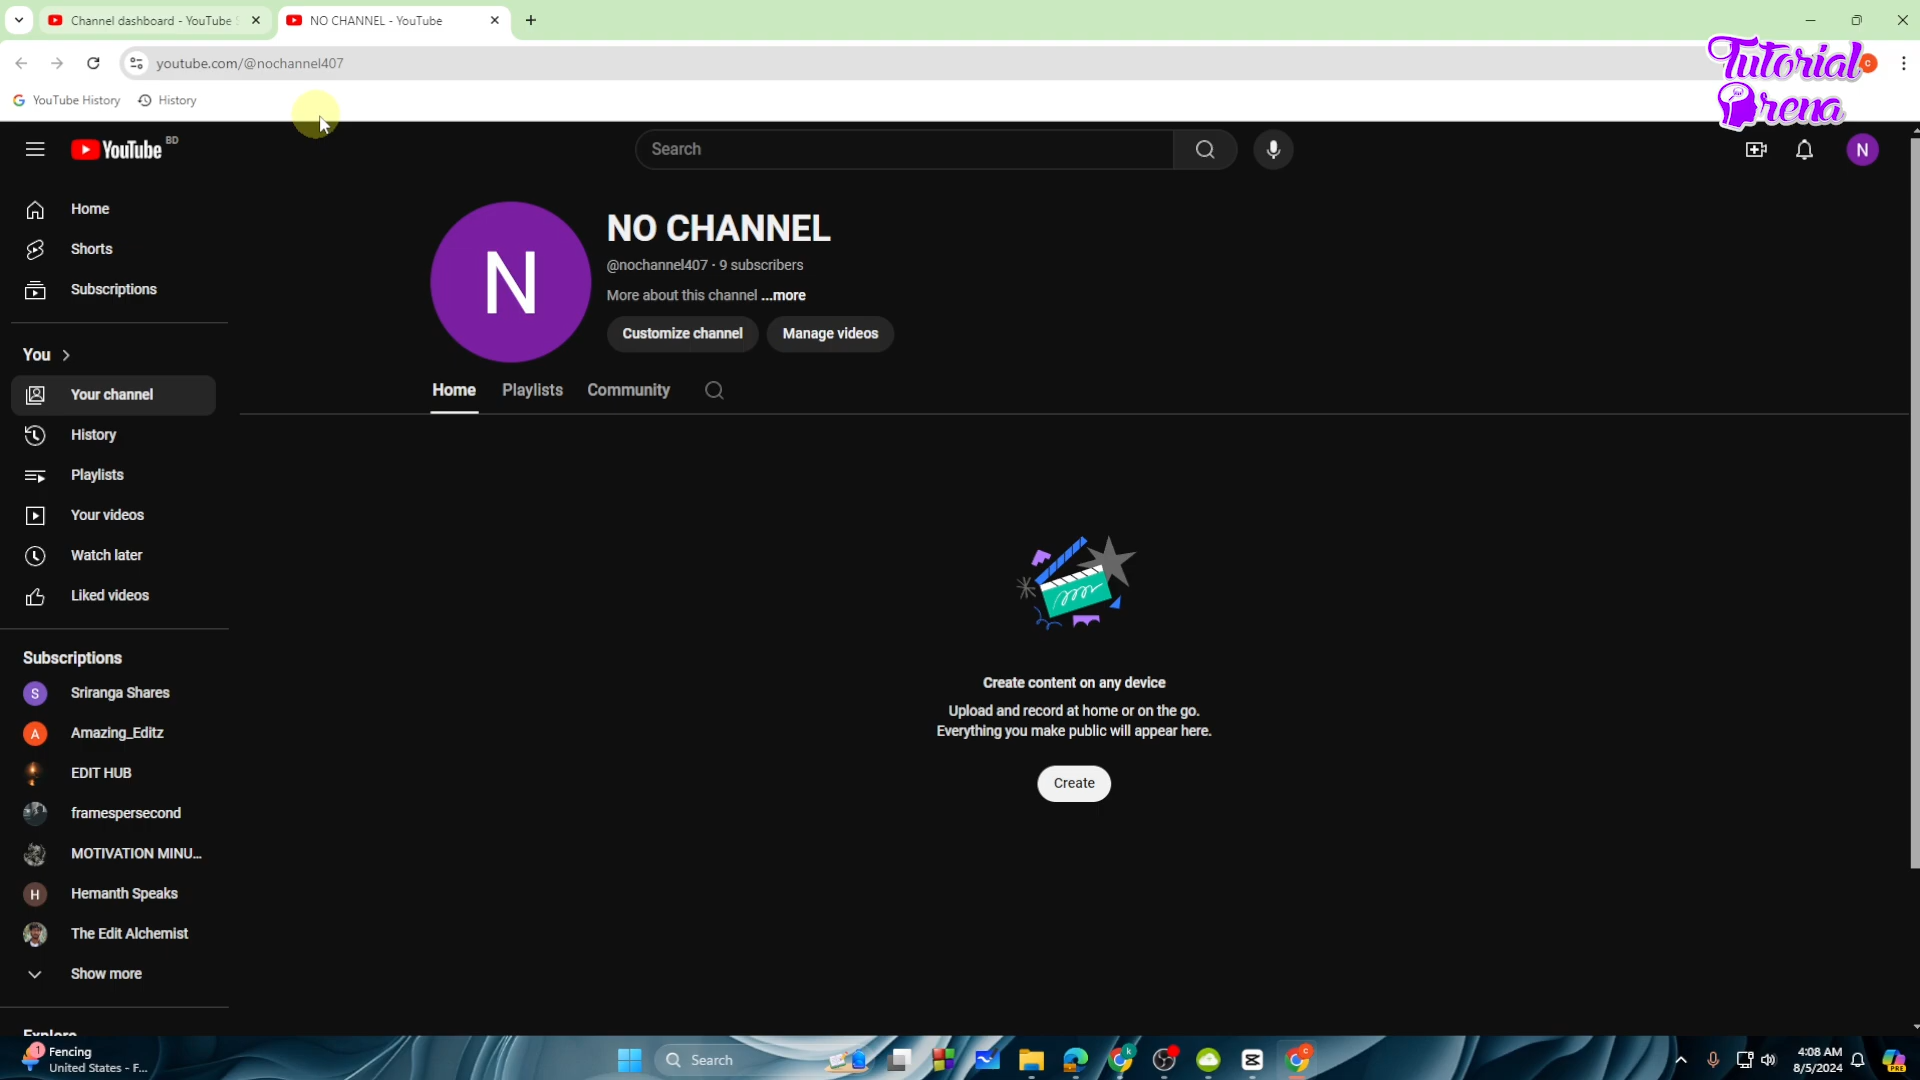 Channel dashboard - YouTube S
NO CHANNEL - YouTube
youtube.com/@nochannel407
YouTube History
History
Tutorial
Arena
C
YouTube BD
Search
N
Home
Shorts
Subscriptions
You
Your channel
History
Playlists
Your videos
Watch later
Liked videos
Subscriptions
S Sriranga Shares
A Amazing_Editz
EDIT HUB
framespersecond
MOTIVATION MINU...
H Hemanth Speaks
The Edit Alchemist
Show more
Explore
N
NO CHANNEL
@nochannel407 · 9 subscribers
More about this channel ...more
Customize channel
Manage videos
Home
Playlists
Community
Create content on any device
Upload and record at home or on the go.
Everything you make public will appear here.
Create
1
Fencing
United States - F...
Search
k
C
4:08 AM
8/5/2024
PRE